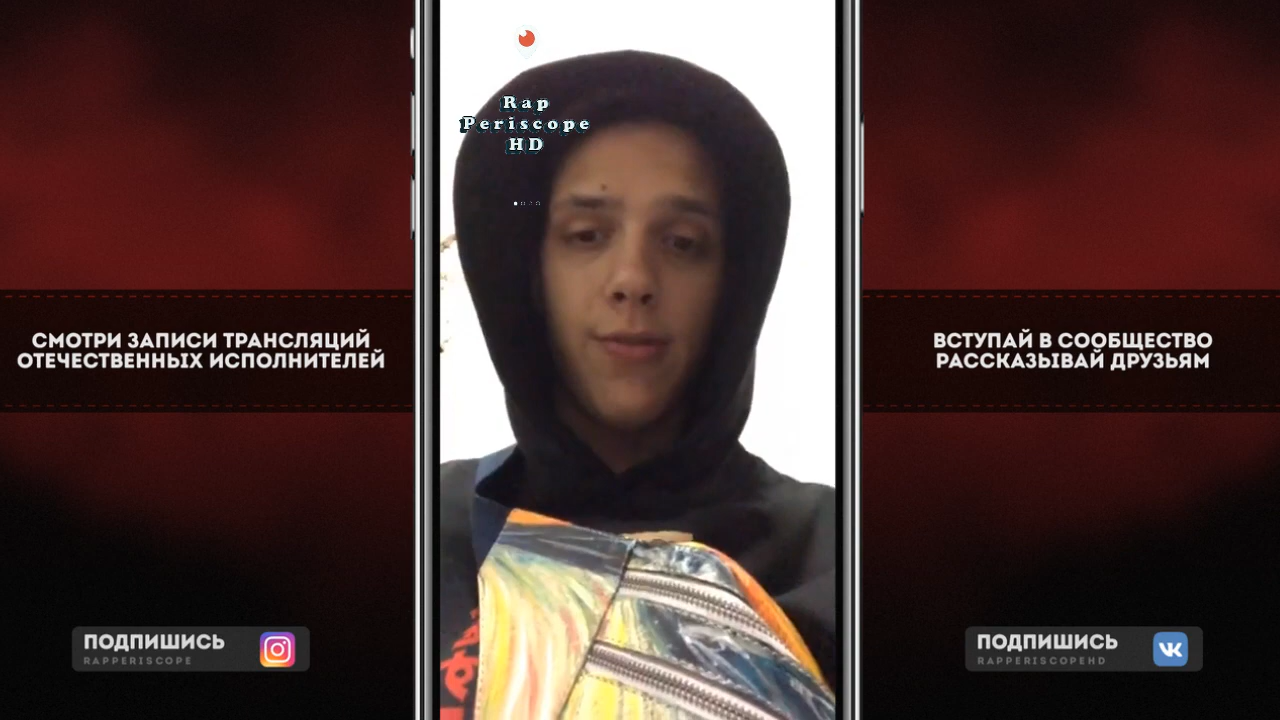 Rap
Periscope
HD
СМОТРИ ЗАПИСИ ТРАНСЛЯЦИЙ
ОТЕЧЕСТВЕННЫХ ИСПОЛНИТЕЛЕЙ
ПОДПИШИСЬ
RAPPERISCOPE
ВСТУПАЙ В СООБЩЕСТВО
РАССКАЗЫВАЙ ДРУЗЬЯМ
ПОДПИШИСЬ
RAPPERISCOPEHD